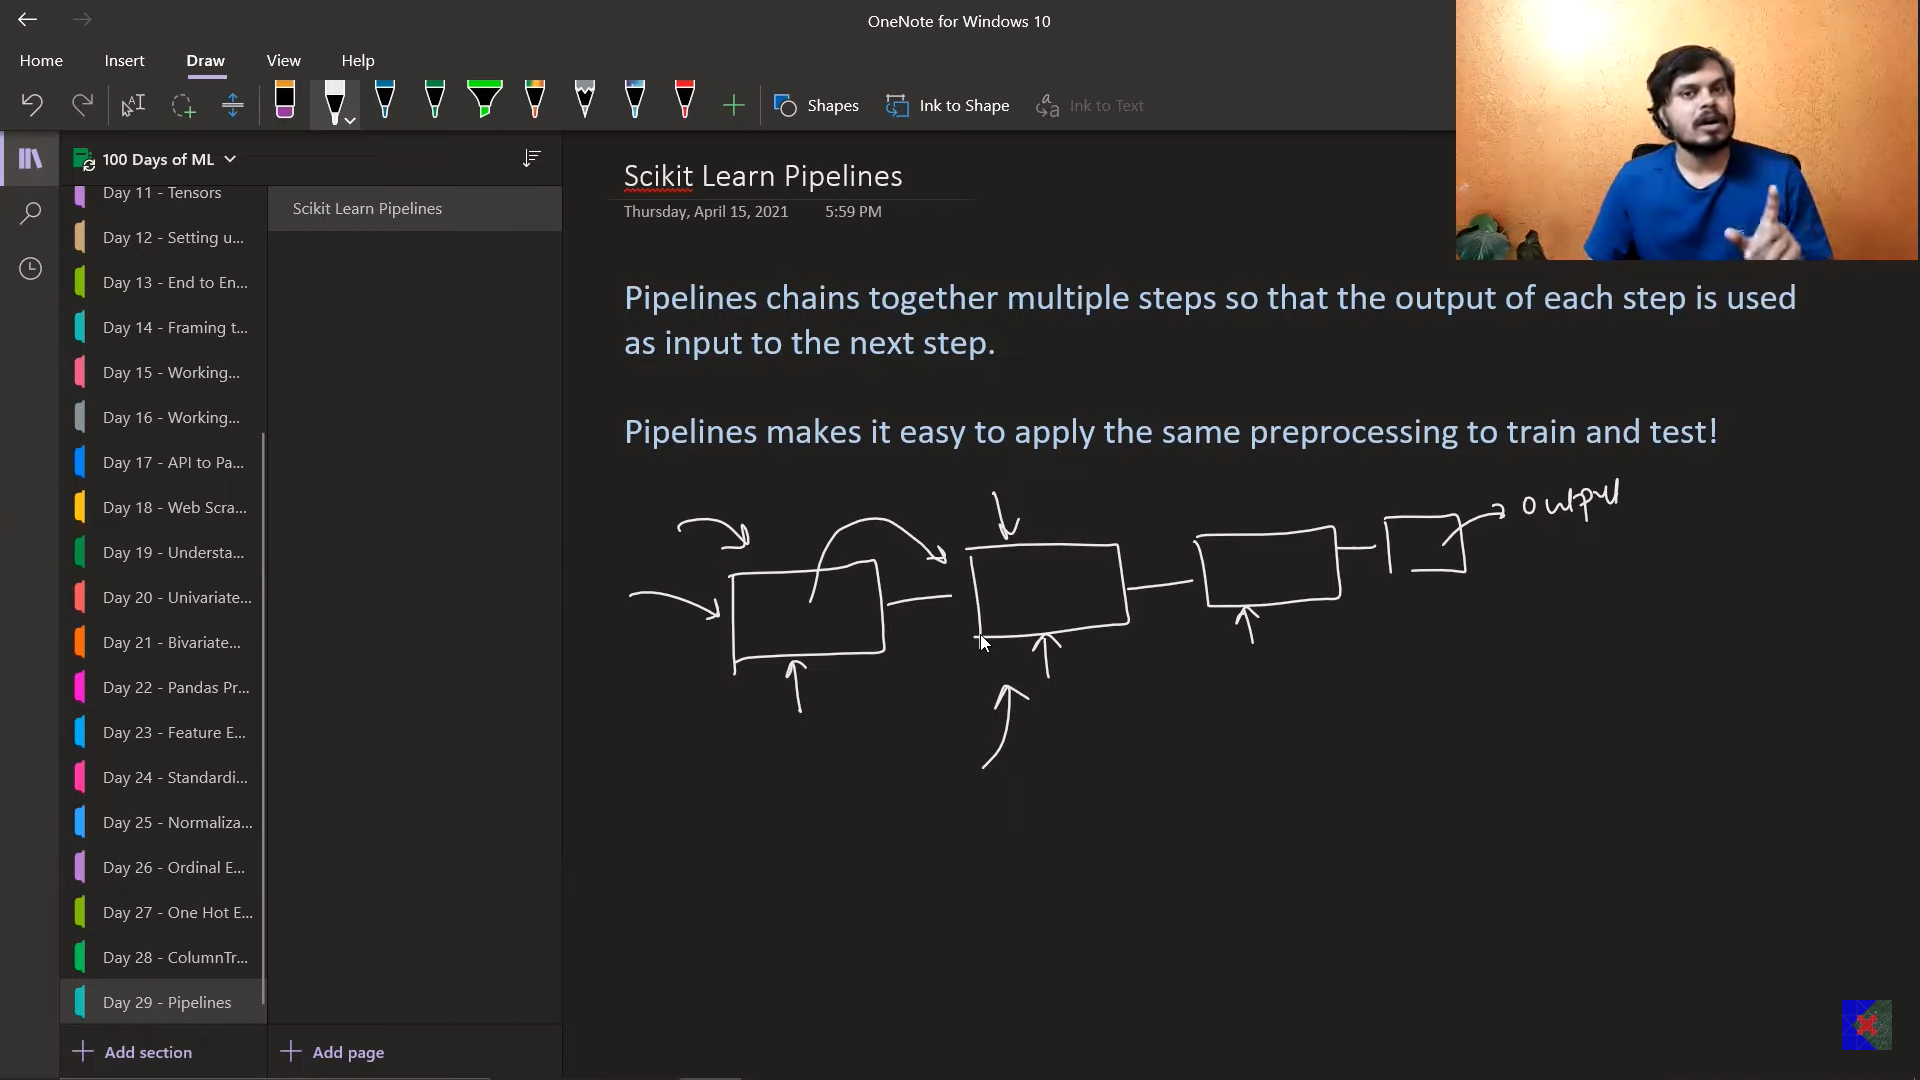 OneNote for Windows 10
Home Insert Draw View Help
Shapes Ink to Shape Ink to Text
100 Days of ML
Day 11 - Tensors
Day 12 - Setting u...
Day 13 - End to En...
Day 14 - Framing t...
Day 15 - Working...
Day 16 - Working...
Day 17 - API to Pa...
Day 18 - Web Scra...
Day 19 - Understa...
Day 20 - Univariate...
Day 21 - Bivariate...
Day 22 - Pandas Pr...
Day 23 - Feature E...
Day 24 - Standardi...
Day 25 - Normaliza...
Day 26 - Ordinal E...
Day 27 - One Hot E...
Day 28 - ColumnTr...
Day 29 - Pipelines
Add section
Scikit Learn Pipelines
Add page
Scikit Learn Pipelines
Thursday, April 15, 2021 5:59 PM
Pipelines chains together multiple steps so that the output of each step is used
as input to the next step.
Pipelines makes it easy to apply the same preprocessing to train and test!
output